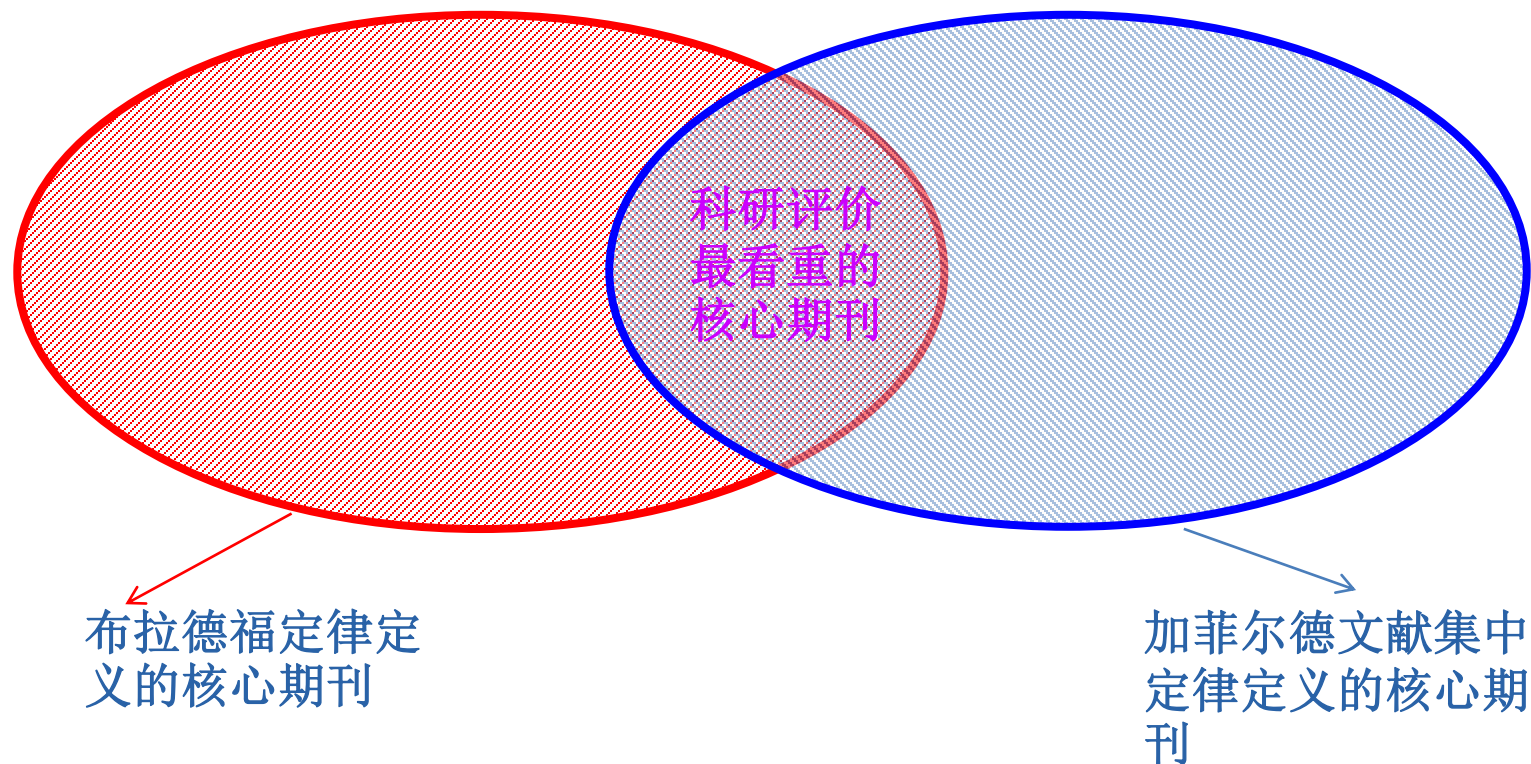 科研评价
最看重的
核心期刊
布拉德福定律定
义的核心期刊
加菲尔德文献集中
定律定义的核心期
刊